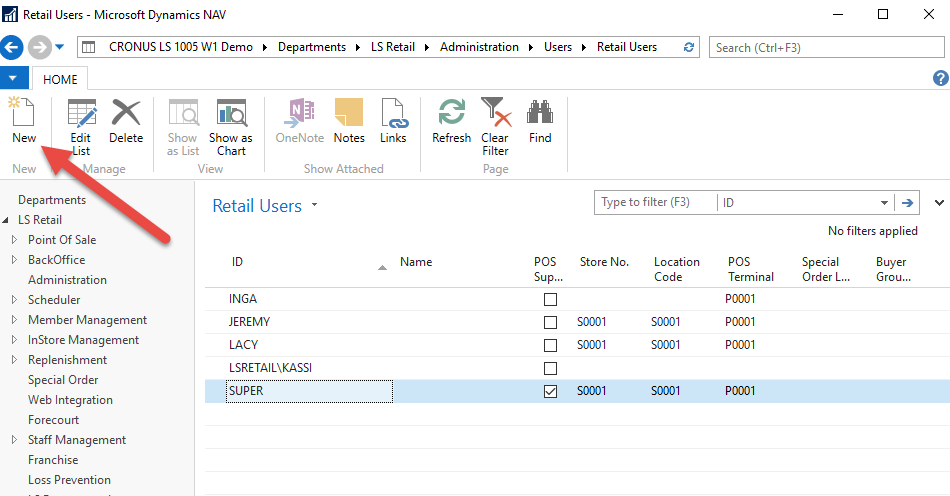 Retail Users - Microsoft Dynamics NAV
CRONUS LS 1005 W1 Demo Departments LS Retail Administration Users Retail Users Search (Ctrl+F3)
HOME
New Edit List Delete Show as List Show as Chart OneNote Notes Links Refresh Clear Filter Find
New Manage View Show Attached Page
Departments
LS Retail
Point Of Sale
BackOffice
Administration
Scheduler
Member Management
InStore Management
Replenishment
Special Order
Web Integration
Forecourt
Staff Management
Franchise
Loss Prevention
Retail Users Type to filter (F3) ID
No filters applied
ID Name POS Sup... Store No. Location Code POS Terminal Special Order L... Buyer Grou...
INGA P0001
JEREMY S0001 S0001 P0001
LACY S0001 S0001 P0001
LSRETAIL\KASSI
SUPER S0001 S0001 P0001